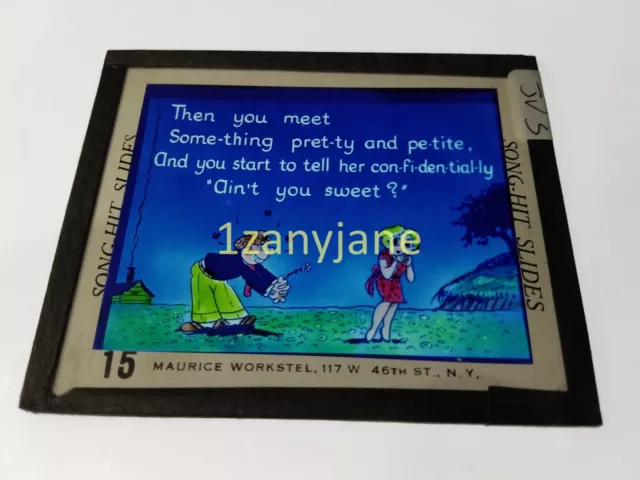 Then you meet
Some-thing pret-ty and pe-tite,
And you start to tell her con-fi-den-tial-ly
"Ain't you sweet?"
1zanyjane
SONG-HIT SLIDES
SONG-HIT SLIDES
15 MAURICE WORKSTEL, 117 W 46TH ST., N.Y.